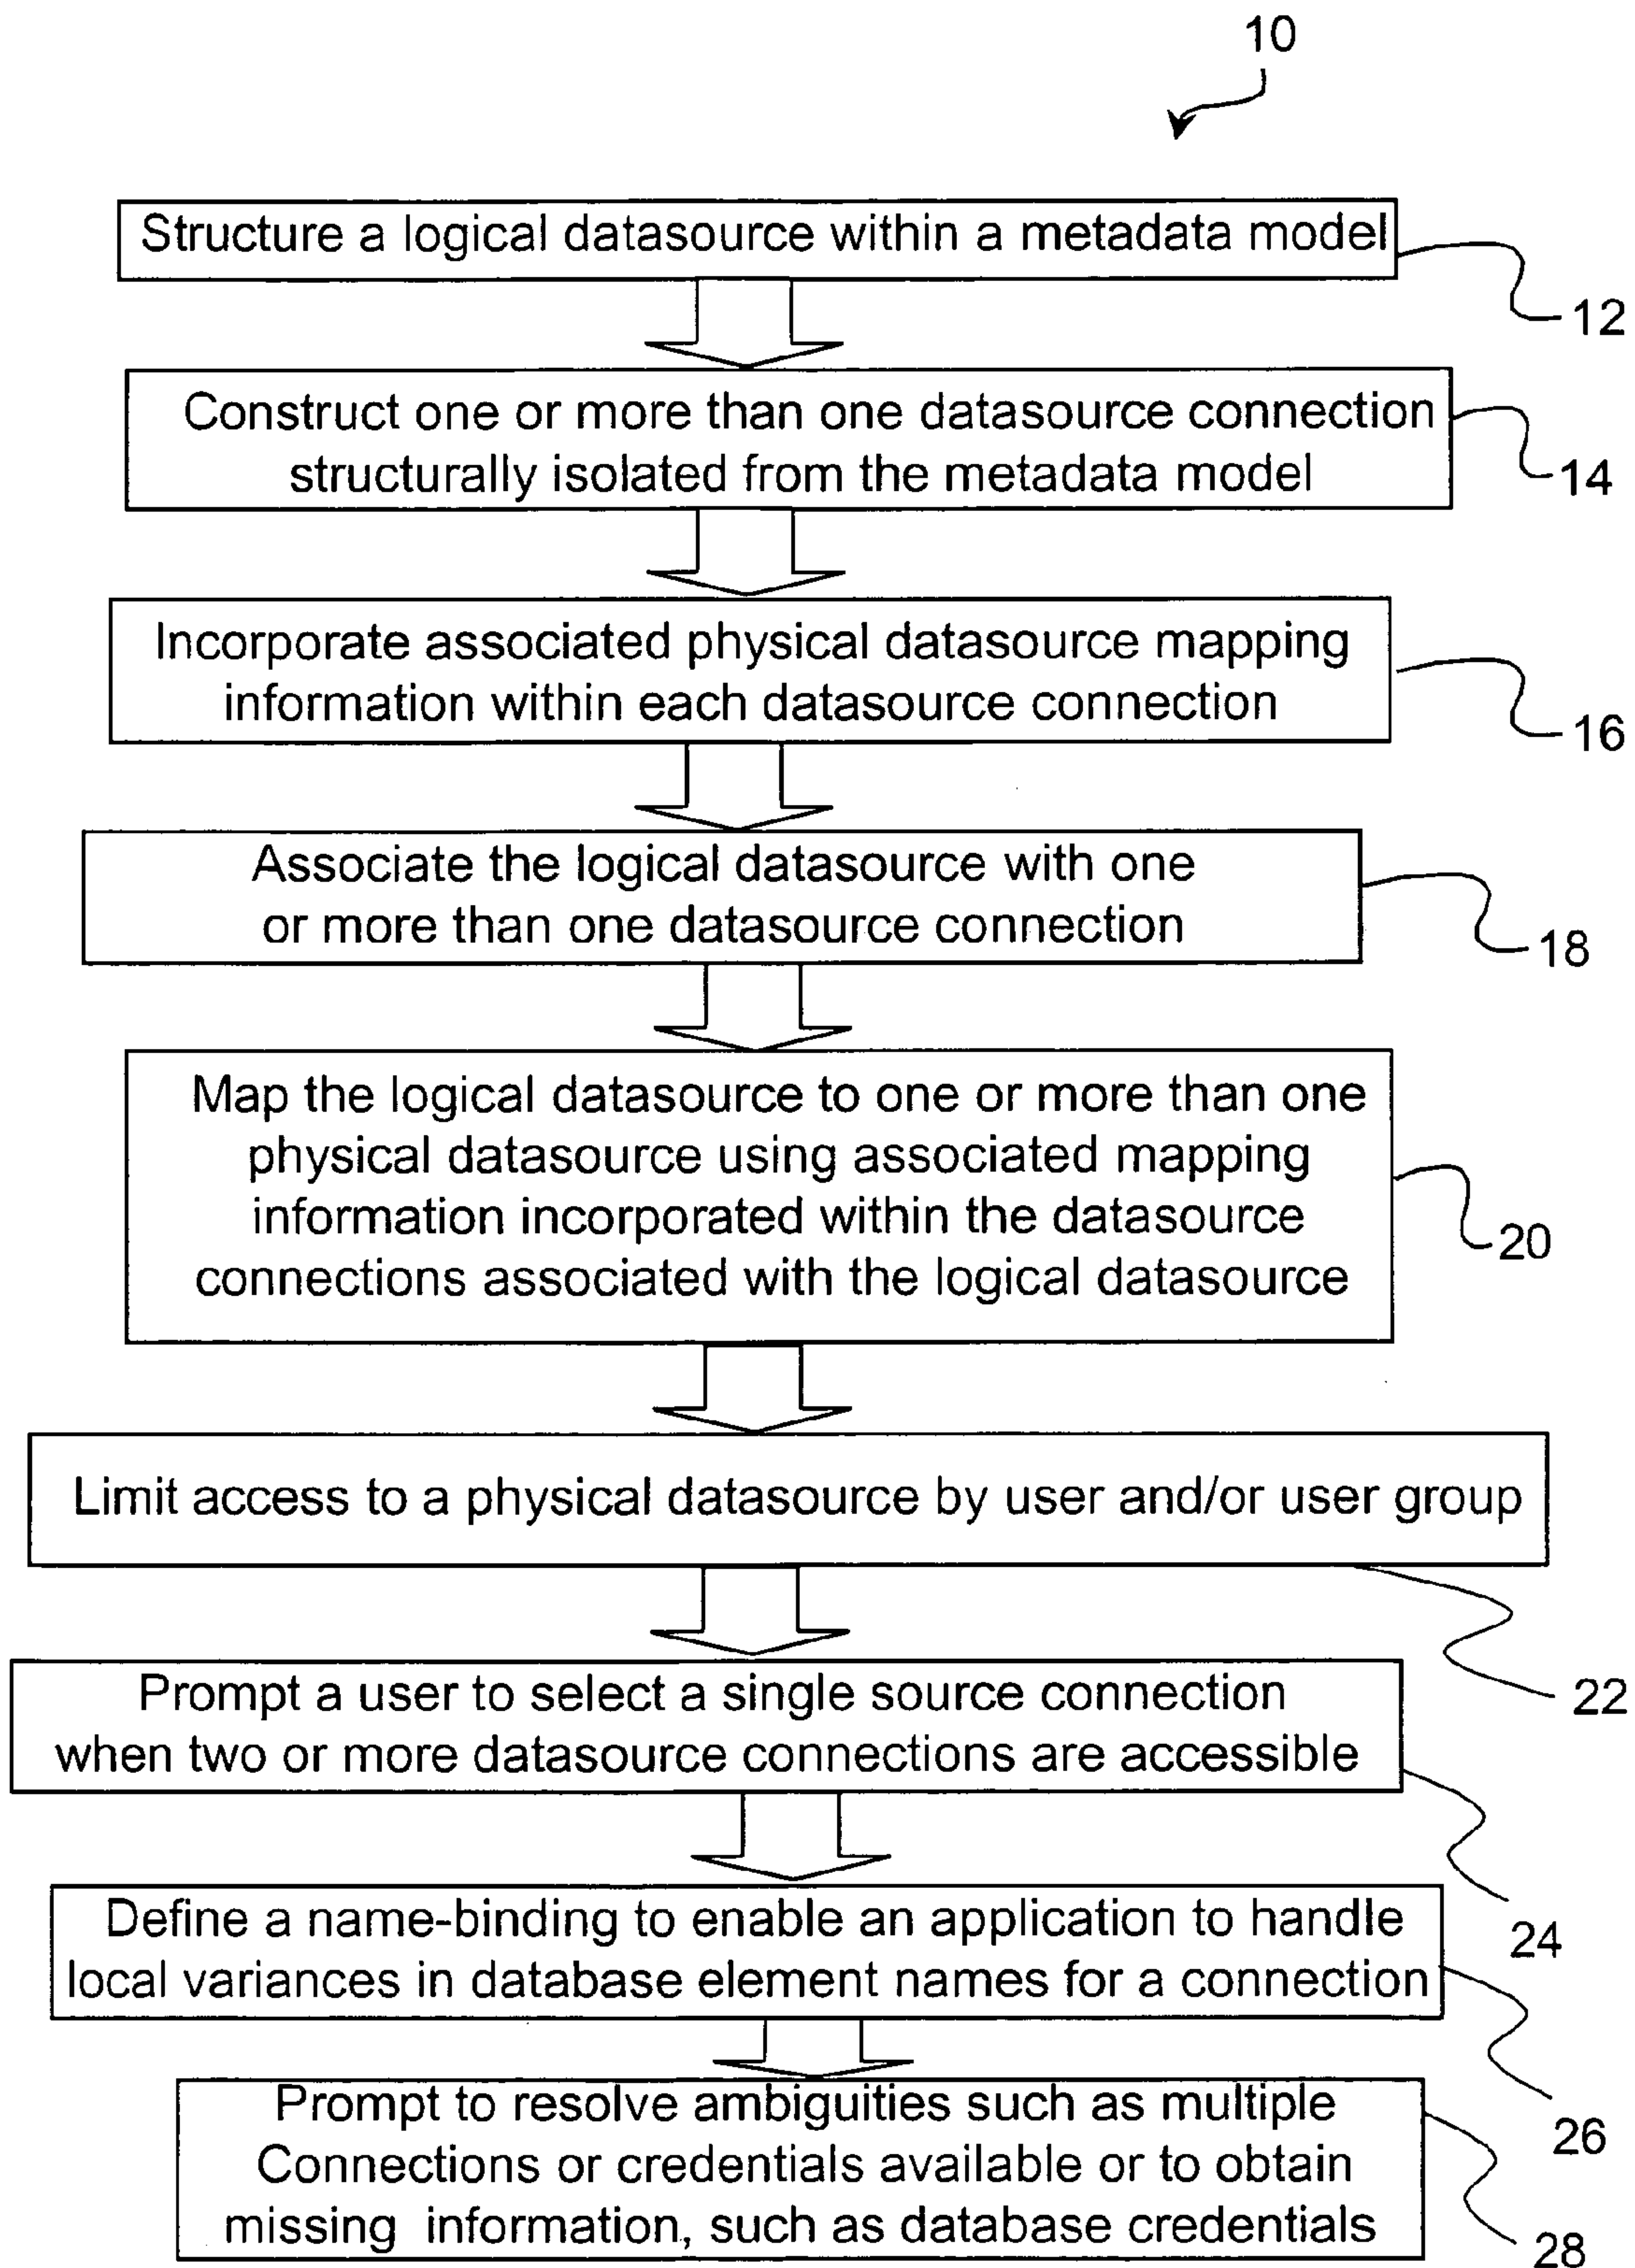 10
Structure a logical datasource within a metadata model
12
Construct one or more than one datasource connection
structurally isolated from the metadata model
14
Incorporate associated physical datasource mapping
information within each datasource connection
16
Associate the logical datasource with one
or more than one datasource connection
18
Map the logical datasource to one or more than one
physical datasource using associated mapping
information incorporated within the datasource
connections associated with the logical datasource
20
Limit access to a physical datasource by user and/or user group
22
Prompt a user to select a single source connection
when two or more datasource connections are accessible
24
Define a name-binding to enable an application to handle
local variances in database element names for a connection
26
Prompt to resolve ambiguities such as multiple
Connections or credentials available or to obtain
missing information, such as database credentials
28